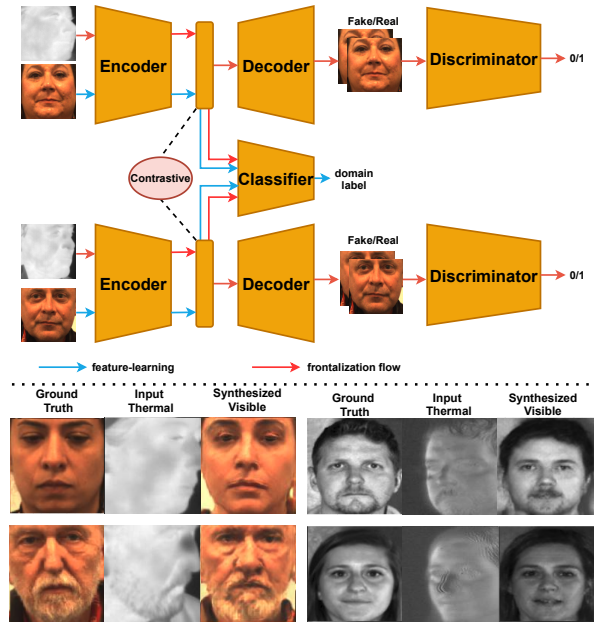 Fake/Real
Encoder
Decoder
Discriminator
0/1
Contrastive
Classifier
domain
label
Fake/Real
Encoder
Decoder
Discriminator
0/1
feature-learning
frontalization flow
Ground
Truth
Input
Thermal
Synthesized
Visible
Ground
Truth
Input
Thermal
Synthesized
Visible